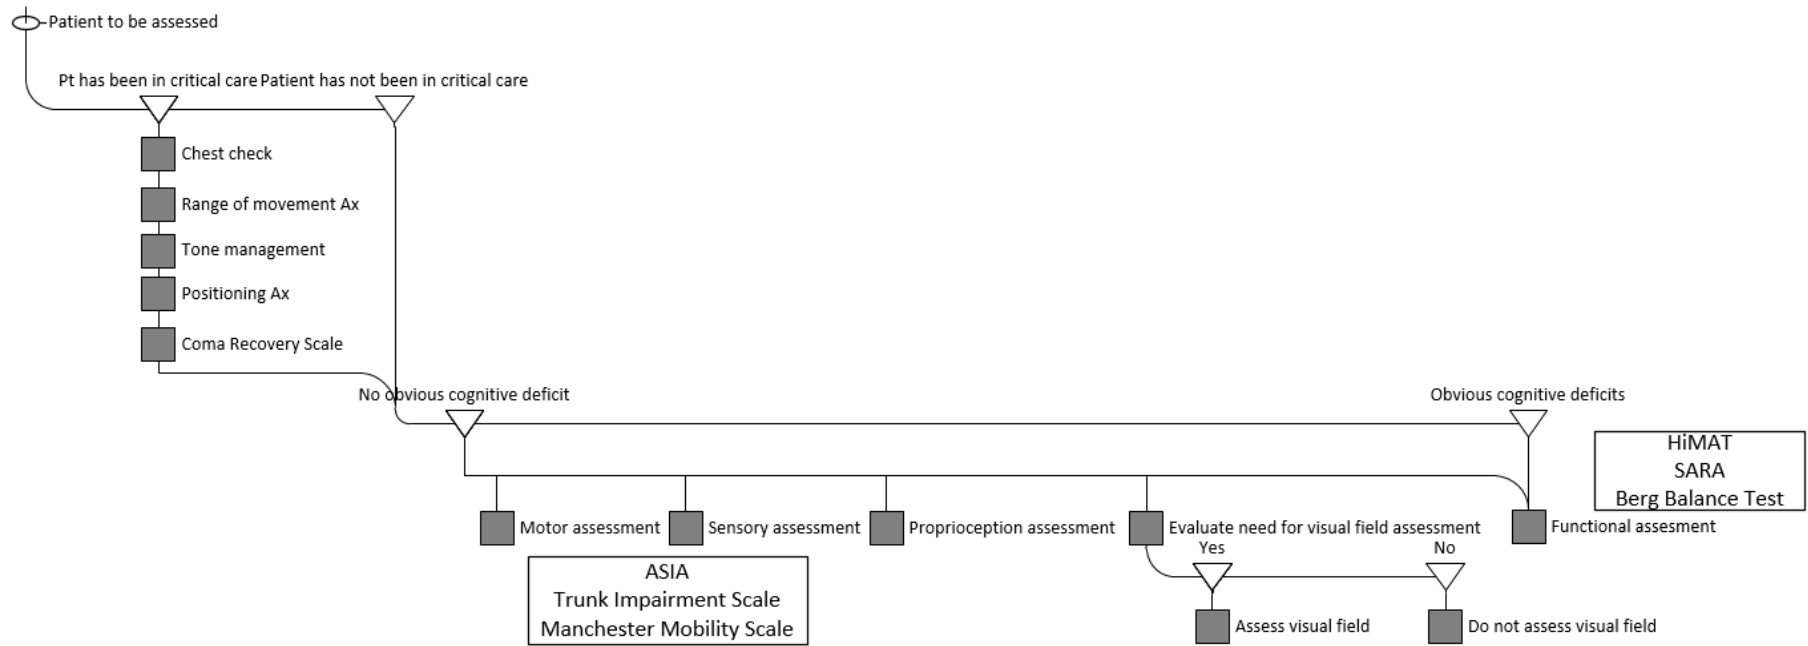 Patient to be assessed
Pt has been in critical care
Patient has not been in critical care
Chest check
Range of movement Ax
Tone management
Positioning Ax
Coma Recovery Scale
No obvious cognitive deficit
Obvious cognitive deficits
HiMAT
SARA
Berg Balance Test
Motor assessment
Sensory assessment
Proprioception assessment
Evaluate need for visual field assessment
Functional assesment
Yes
No
ASIA
Trunk Impairment Scale
Manchester Mobility Scale
Assess visual field
Do not assess visual field